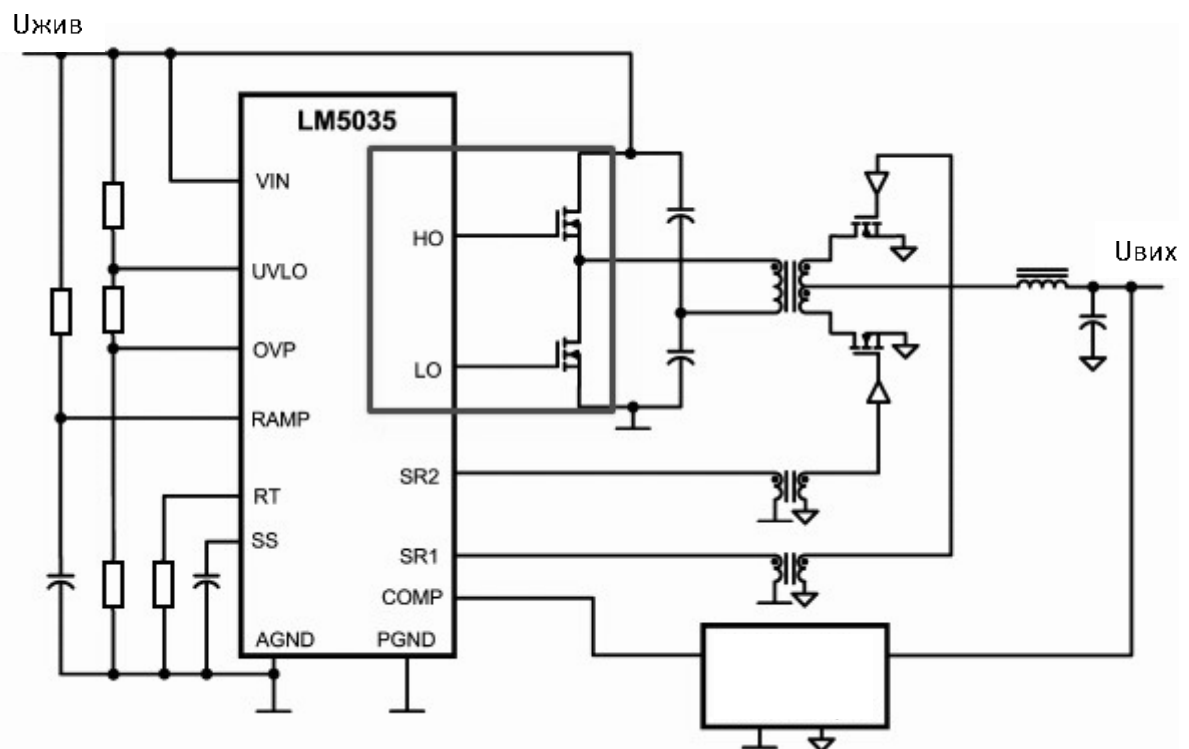 Uжив
LM5035
VIN
HO
Uвих
UVLO
OVP
LO
RAMP
SR2
RT
SS
SR1
COMP
AGND
PGND